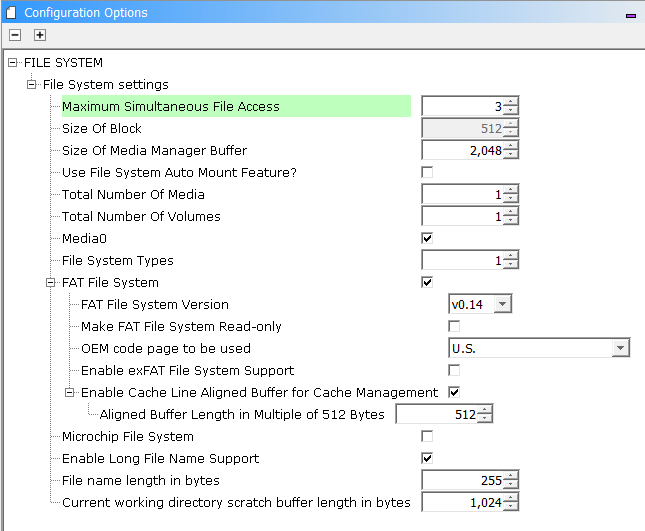 Configuration Options
FILE SYSTEM
File System settings
Maximum Simultaneous File Access 3
Size Of Block 512
Size Of Media Manager Buffer 2,048
Use File System Auto Mount Feature?
Total Number Of Media 1
Total Number Of Volumes 1
Media0
File System Types 1
FAT File System
FAT File System Version v0.14
Make FAT File System Read-only
OEM code page to be used U.S.
Enable exFAT File System Support
Enable Cache Line Aligned Buffer for Cache Management
Aligned Buffer Length in Multiple of 512 Bytes 512
Microchip File System
Enable Long File Name Support
File name length in bytes 255
Current working directory scratch buffer length in bytes 1,024